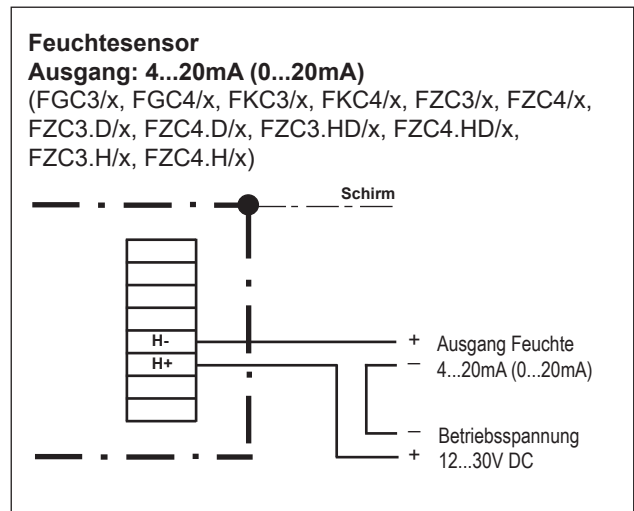 Feuchtesensor
Ausgang: 4...20mA (0...20mA)
(FGC3/x, FGC4/x, FKC3/x, FKC4/x, FZC3/x, FZC4/x,
FZC3.D/x, FZC4.D/x, FZC3.HD/x, FZC4.HD/x,
FZC3.H/x, FZC4.H/x)
Schirm
H-
H+
+ Ausgang Feuchte
– 4...20mA (0...20mA)
– Betriebsspannung
+ 12...30V DC